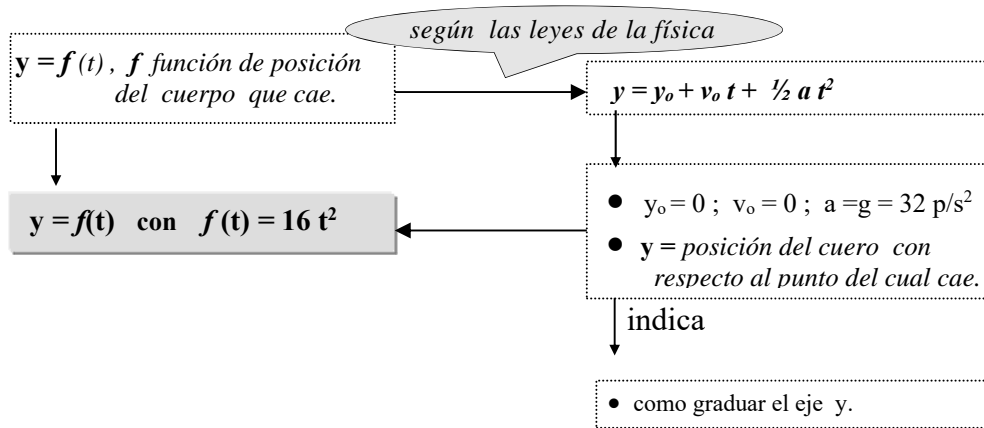 según las leyes de la física
y = f (t) , f función de posición
del cuerpo que cae.
y = yₒ + vₒ t + ½ a t²
y = f(t) con f (t) = 16 t²
● yₒ = 0 ; vₒ = 0 ; a =g = 32 p/s²
● y = posición del cuero con
respecto al punto del cual cae.
indica
● como graduar el eje y.